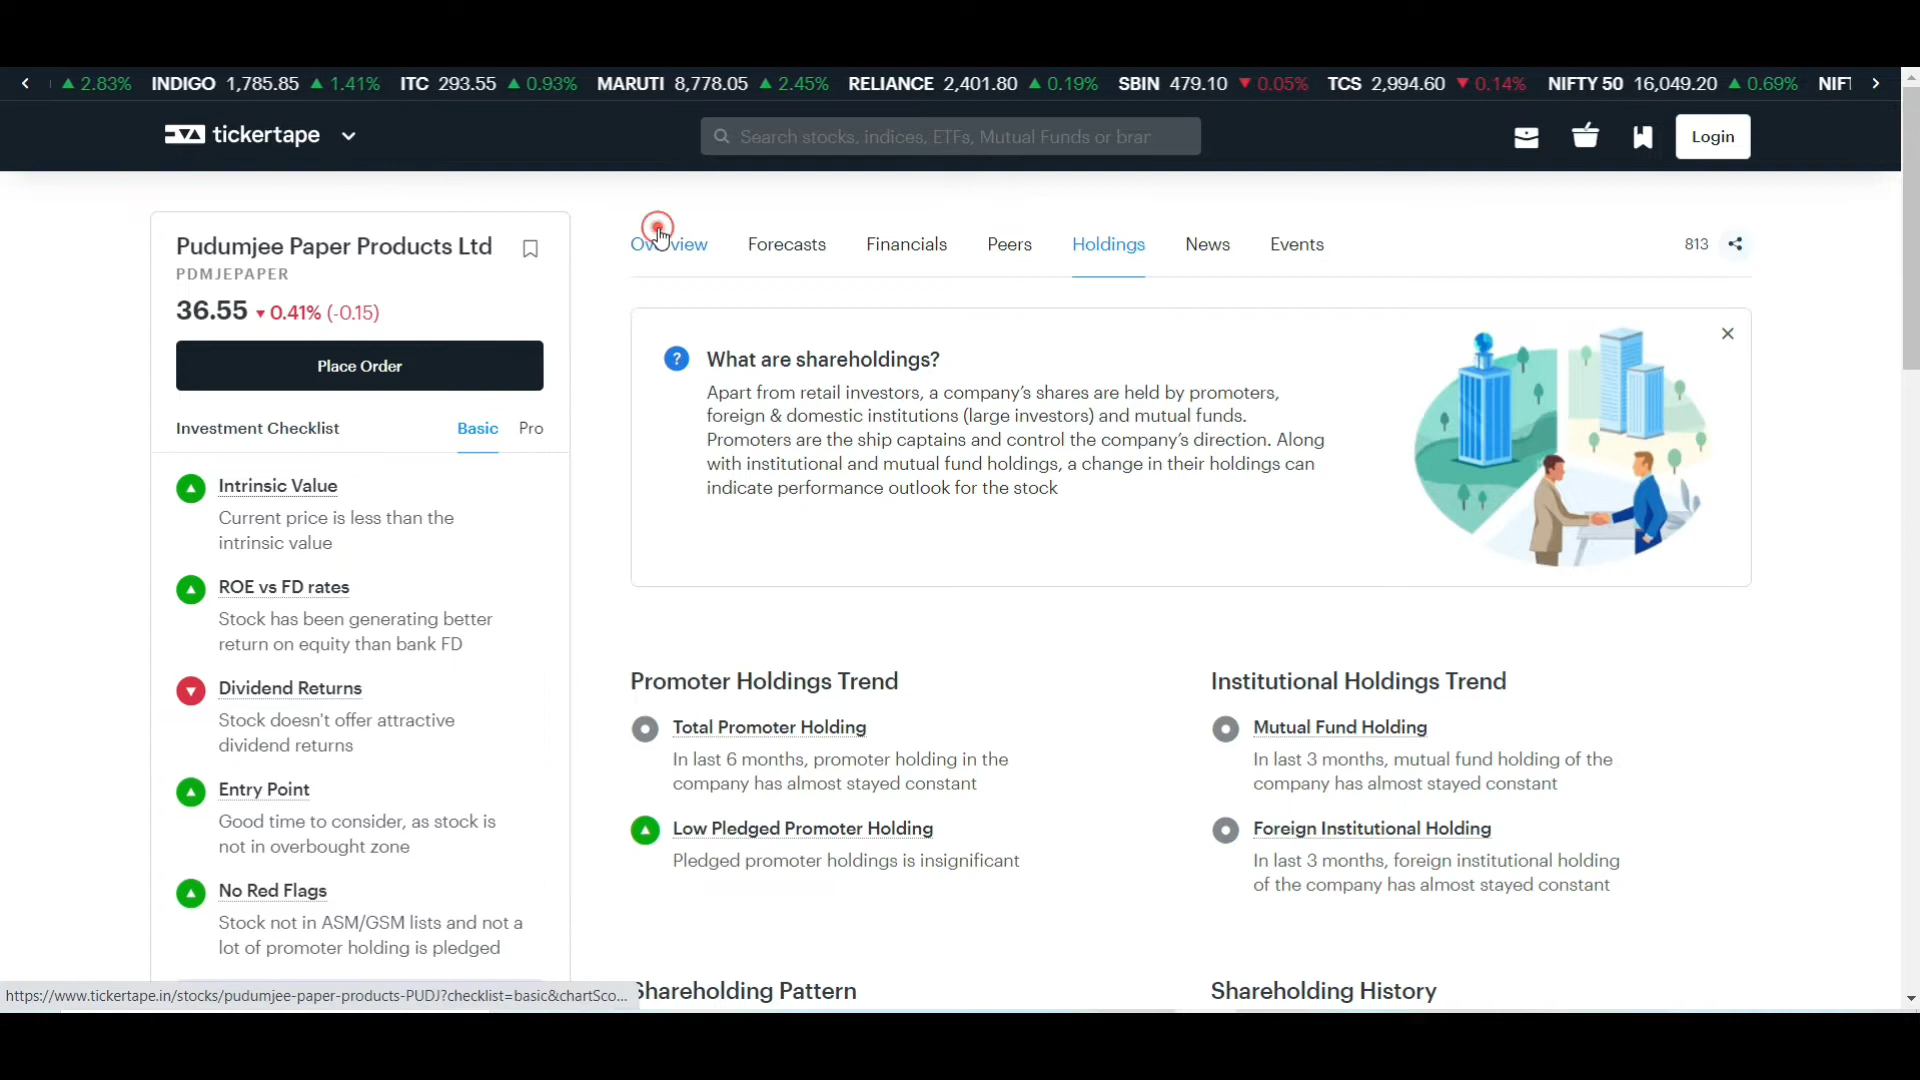 2.83% INDIGO 1,785.85 1.41% ITC 293.55 0.93% MARUTI 8,778.05 2.45% RELIANCE 2,401.80 0.19% SBIN 479.10 0.05% TCS 2,994.60 0.14% NIFTY 50 16,049.20 0.69%
tickertape
Search stocks, indices, ETFs, Mutual Funds or brar
Login
Pudumjee Paper Products Ltd
PDMJEPAPER
36.55 0.41% (-0.15)
Place Order
Investment Checklist Basic Pro
Intrinsic Value
Current price is less than the
intrinsic value
ROE vs FD rates
Stock has been generating better
return on equity than bank FD
Dividend Returns
Stock doesn't offer attractive
dividend returns
Entry Point
Good time to consider, as stock is
not in overbought zone
No Red Flags
Stock not in ASM/GSM lists and not a
lot of promoter holding is pledged
Overview Forecasts Financials Peers Holdings News Events 813
What are shareholdings?
Apart from retail investors, a company's shares are held by promoters,
foreign & domestic institutions (large investors) and mutual funds.
Promoters are the ship captains and control the company's direction. Along
with institutional and mutual fund holdings, a change in their holdings can
indicate performance outlook for the stock
Promoter Holdings Trend
Total Promoter Holding
In last 6 months, promoter holding in the
company has almost stayed constant
Low Pledged Promoter Holding
Pledged promoter holdings is insignificant
Institutional Holdings Trend
Mutual Fund Holding
In last 3 months, mutual fund holding of the
company has almost stayed constant
Foreign Institutional Holding
In last 3 months, foreign institutional holding
of the company has almost stayed constant
Shareholding Pattern
Shareholding History
https://www.tickertape.in/stocks/pudumjee-paper-products-PUDJ?checklist=basic&chartSco...